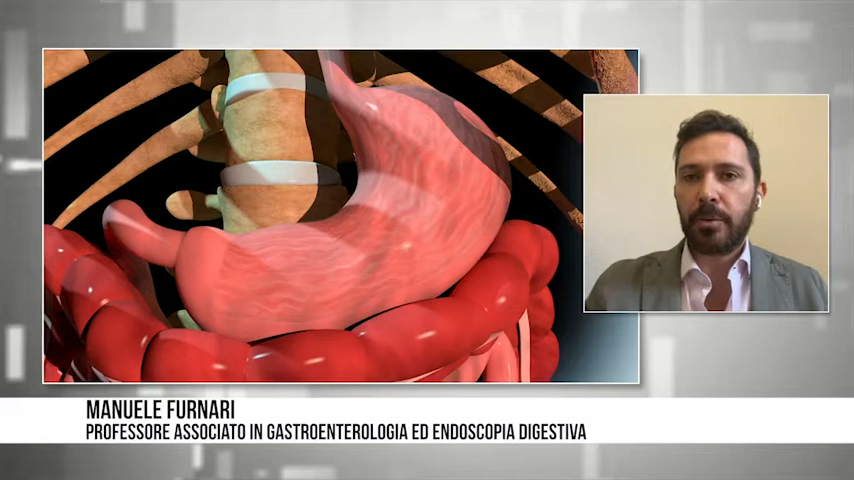 MANUELE FURNARI
PROFESSORE ASSOCIATO IN GASTROENTEROLOGIA ED ENDOSCOPIA DIGESTIVA